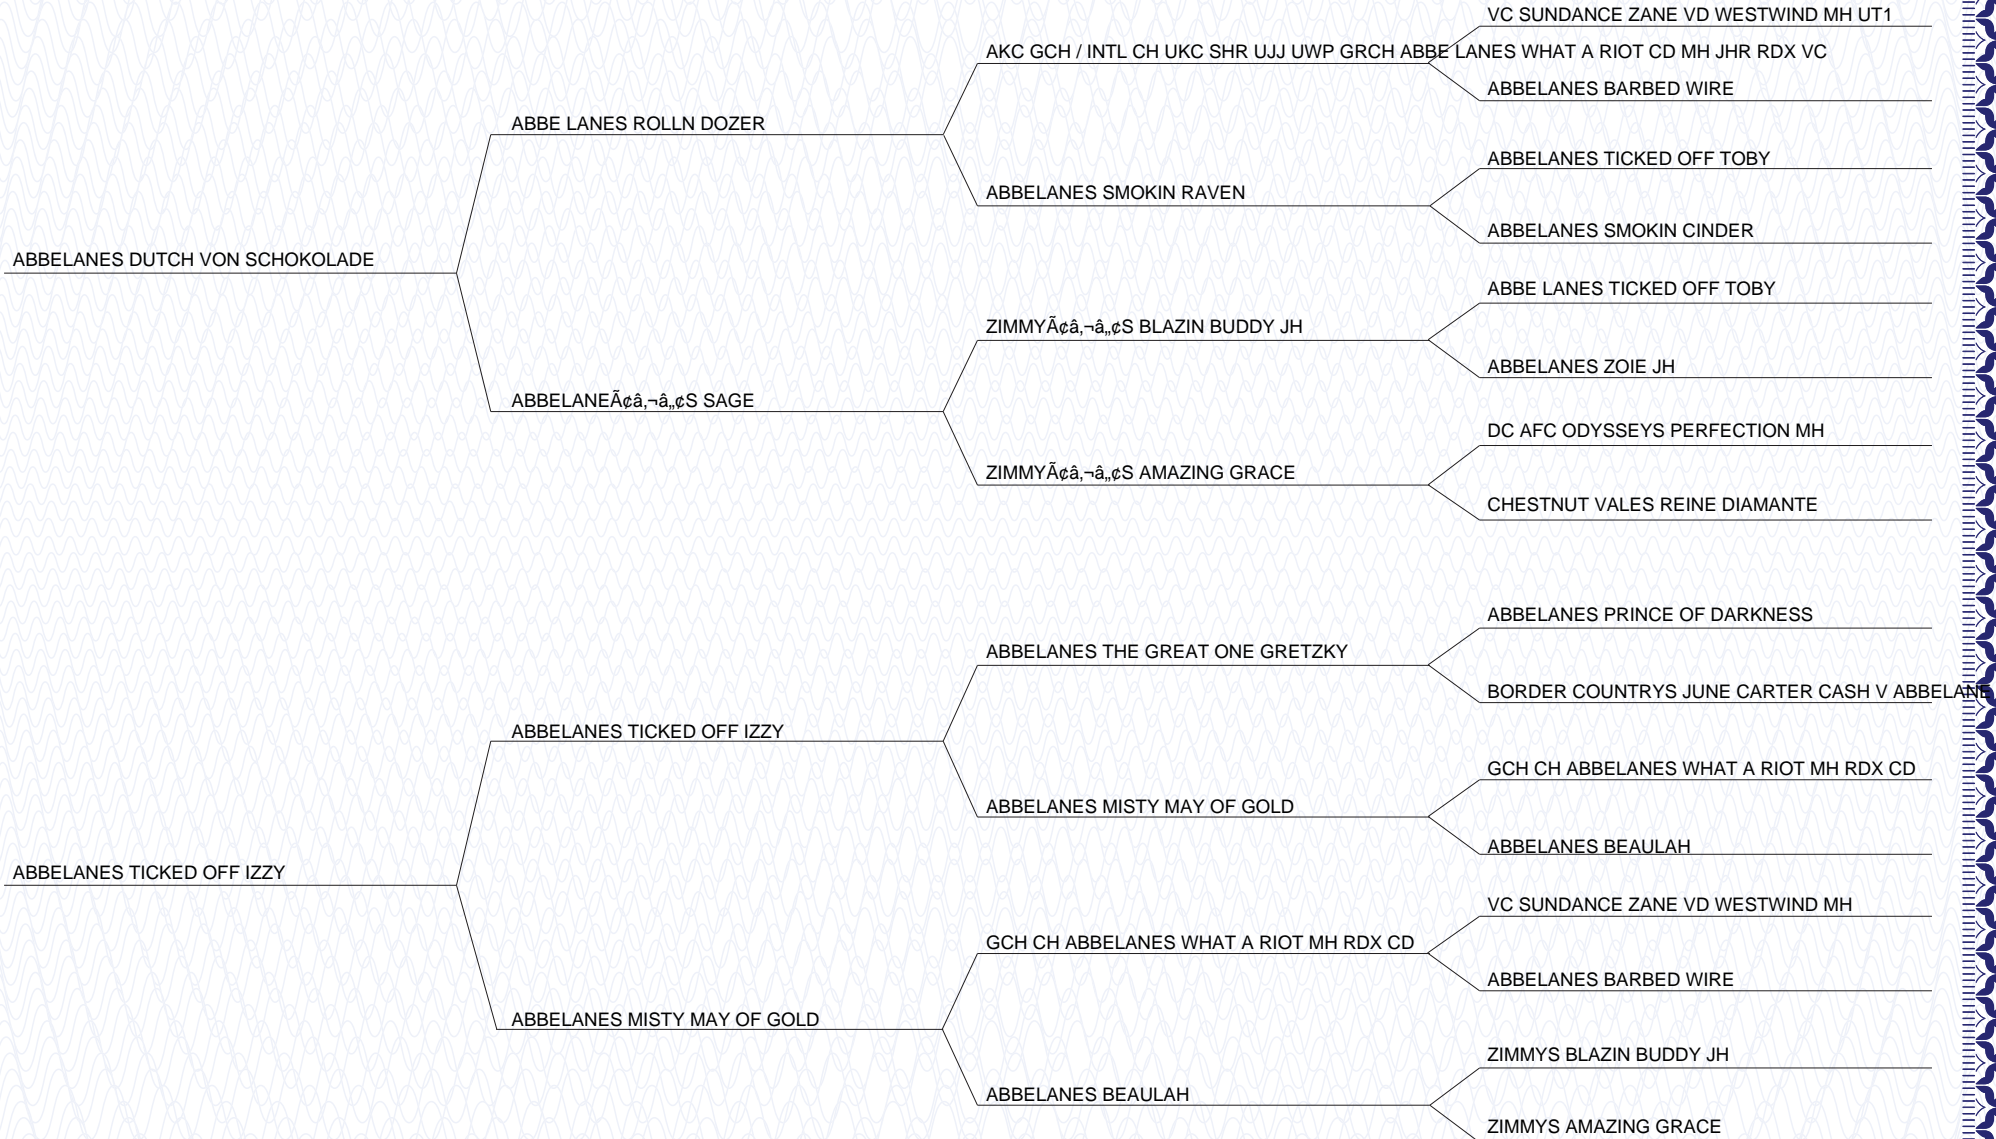 VC SUNDANCE ZANE VD WESTWIND MH UT1
AKC GCH / INTL CH UKC SHR UJJ UWP GRCH ABBE LANES WHAT A RIOT CD MH JHR RDX VC
ABBELANES BARBED WIRE
ABBE LANES ROLLN DOZER
ABBELANES TICKED OFF TOBY
ABBELANES SMOKIN RAVEN
ABBELANES SMOKIN CINDER
ABBELANES DUTCH VON SCHOKOLADE
ABBE LANES TICKED OFF TOBY
ZIMMYÃ¢â‚¬â„¢S BLAZIN BUDDY JH
ABBELANES ZOIE JH
ABBELANEÃ¢â‚¬â„¢S SAGE
DC AFC ODYSSEYS PERFECTION MH
ZIMMYÃ¢â‚¬â„¢S AMAZING GRACE
CHESTNUT VALES REINE DIAMANTE
ABBELANES PRINCE OF DARKNESS
ABBELANES THE GREAT ONE GRETZKY
BORDER COUNTRYS JUNE CARTER CASH V ABBELANE
ABBELANES TICKED OFF IZZY
GCH CH ABBELANES WHAT A RIOT MH RDX CD
ABBELANES MISTY MAY OF GOLD
ABBELANES BEAULAH
ABBELANES TICKED OFF IZZY
VC SUNDANCE ZANE VD WESTWIND MH
GCH CH ABBELANES WHAT A RIOT MH RDX CD
ABBELANES BARBED WIRE
ABBELANES MISTY MAY OF GOLD
ZIMMYS BLAZIN BUDDY JH
ABBELANES BEAULAH
ZIMMYS AMAZING GRACE